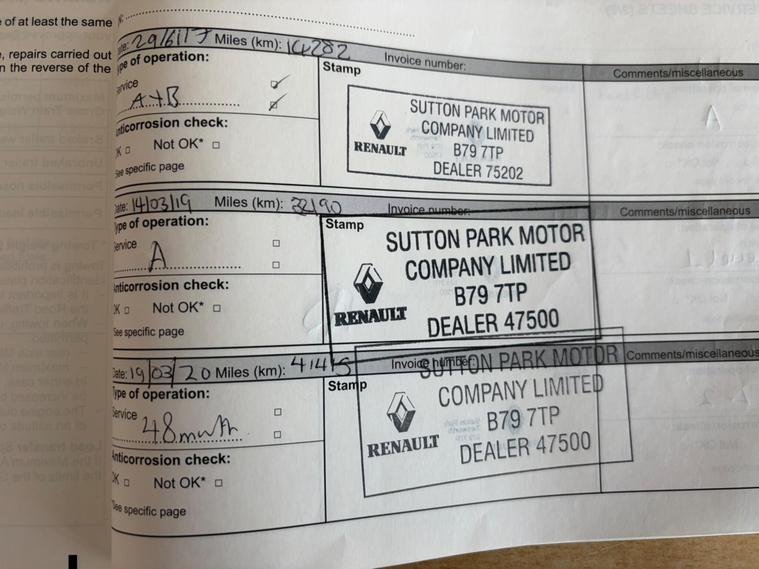 e of at least the same
e, repairs carried out
n the reverse of the
Date: 29/6/17 Miles (km): 14282 Invoice number:
Type of operation:
Stamp
Comments/miscellaneous
Service
A+B
SUTTON PARK MOTOR
COMPANY LIMITED
B79 7TP
DEALER 75202
RENAULT
Anticorrosion check:
OK Not OK*
See specific page
Date: 14/03/19 Miles (km): 32190 Invoice number:
Type of operation:
Stamp
Comments/miscellaneous
Service
A
SUTTON PARK MOTOR
COMPANY LIMITED
B79 7TP
DEALER 47500
RENAULT
Anticorrosion check:
OK Not OK*
See specific page
Date: 19/03/20 Miles (km): 41445 Invoice number:
Type of operation:
Stamp
Comments/miscellaneous
Service
48 month
SUTTON PARK MOTOR
COMPANY LIMITED
B79 7TP
DEALER 47500
RENAULT
Anticorrosion check:
OK Not OK*
See specific page